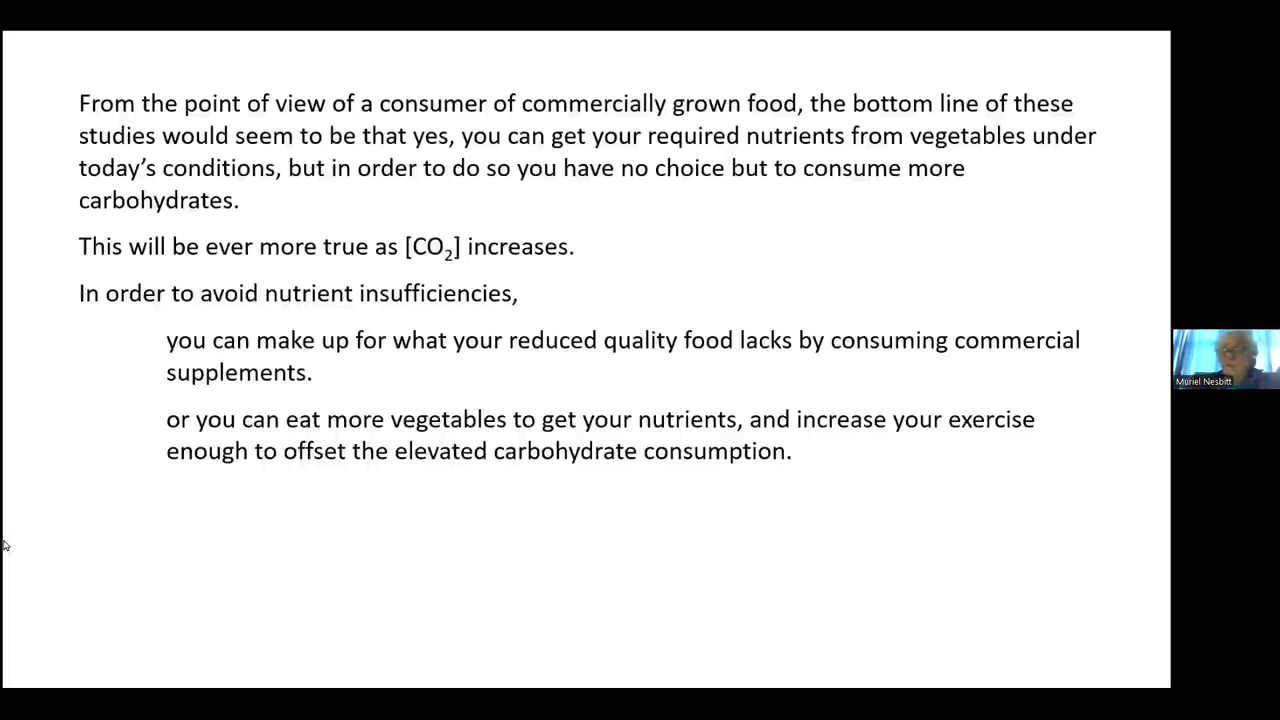 From the point of view of a consumer of commercially grown food, the bottom line of these
studies would seem to be that yes, you can get your required nutrients from vegetables under
today’s conditions, but in order to do so you have no choice but to consume more
carbohydrates.
This will be ever more true as [CO₂] increases.
In order to avoid nutrient insufficiencies,
you can make up for what your reduced quality food lacks by consuming commercial
supplements.
or you can eat more vegetables to get your nutrients, and increase your exercise
enough to offset the elevated carbohydrate consumption.
Muriel Nesbitt